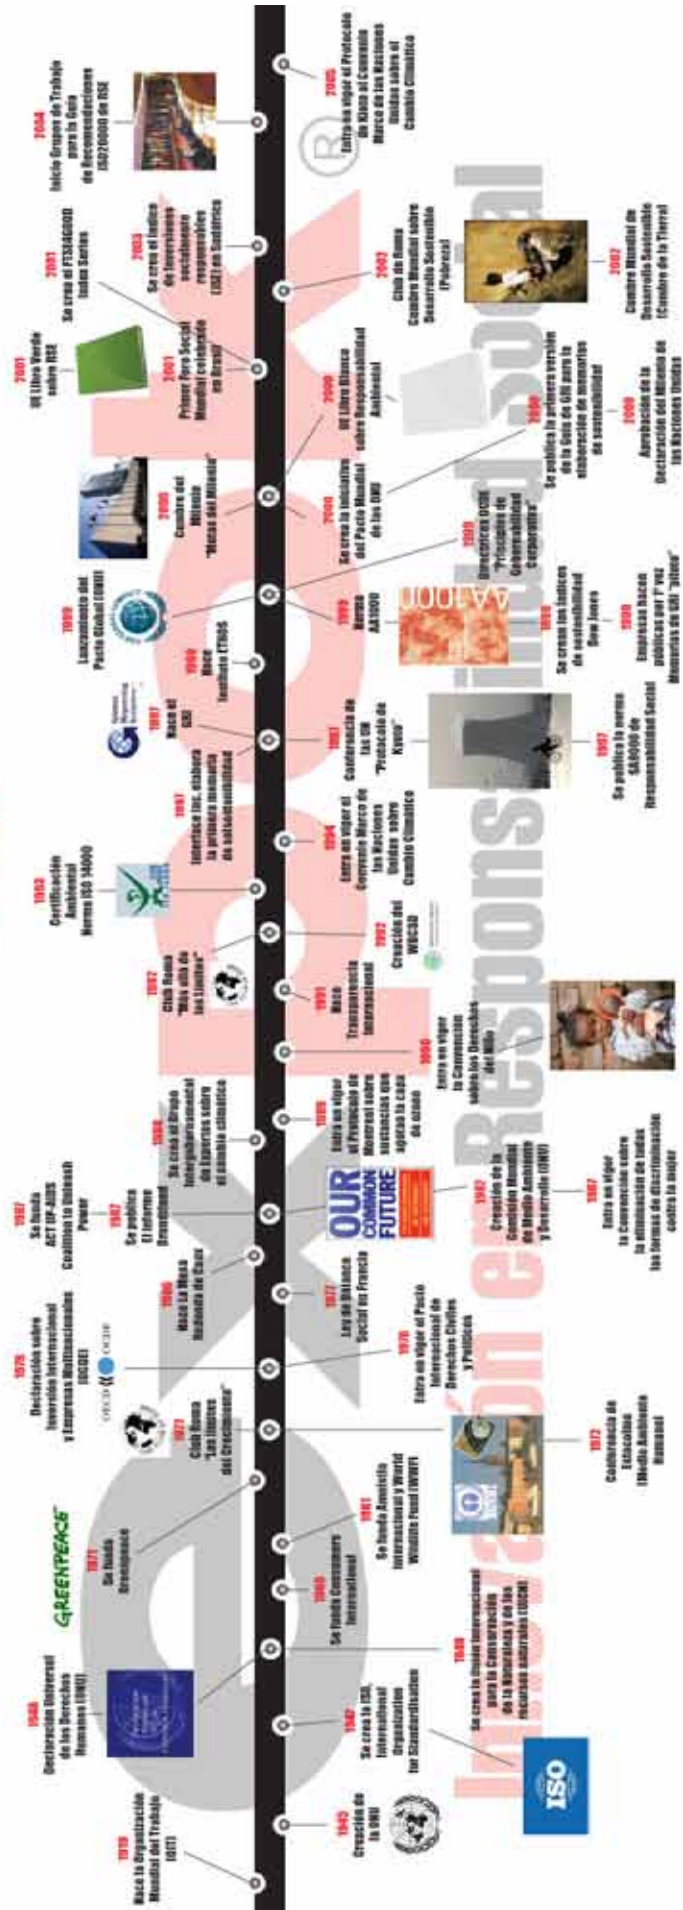 1919
Nace la Organización
Mundial del Trabajo
(OIT)
1948
Declaración Universal
de los Derechos
Humanos (ONU)
GREENPEACE
1971
Se funda
Greenpeace
1972
Club Roma
"Los límites
del Crecimiento"
1976
Declaración sobre
Inversión Internacional
y Empresas Multinacionales
(OCDE)
OECD OCDE
1986
Nace La Mesa
Redonda de Caux
1987
Se funda
ACT UP-AIDS
Coalition to Unleash
Power
1987
Se publica
El Informe
Brundtland
1988
Se crea el Grupo
Intergubernamental
de Expertos sobre
el cambio climático
1992
Club Roma
"Más allá de
los Límites"
1993
Certificación
Ambiental
Norma ISO 14000
1997
Interface Inc. elabora
la primera memoria
de sustentabilidad
1997
Nace el
GRI
Global
Reporting
Initiative
1998
Nace
Instituto ETHOS
1999
Lanzamiento del
Pacto Global (ONU)
2000
Cumbre del
Milenio
"Metas del Milenio"
2001
UE Libro Verde
sobre RSE
2001
Primer Foro Social
Mundial celebrado
en Brasil
2001
Se crea el FTSE4GOOD
Index Series
2003
Se crea el índice
de inversiones
socialmente
responsables
(JSE) en Sudáfrica
2004
Inicio Grupos de Trabajo
para la Guía
de Recomendaciones
ISO26000 de RSE
expok ®
1945
Creación de
la ONU
1947
Se crea la ISO,
International
Organization
for Standardisation
ISO
1948
Se crea la Unión Internacional
para la Conservación
de la Naturaleza y de los
recursos naturales (UICN)
1960
Se funda Consumers
International
1961
Se funda Amnistía
Internacional y World
Wildlife Fund (WWF)
1972
Conferencia de
Estocolmo
(Medio Ambiente
Humano)
1976
Entra en vigor el Pacto
Internacional de
Derechos Civiles
y Políticos
1977
Ley de Balance
Social en Francia
OUR
COMMON
FUTURE
1987
Creación de la
Comisión Mundial
de Medio Ambiente
y Desarrollo (ONU)
1987
Entra en vigor
la Convención sobre
la eliminación de todas
las formas de discriminación
contra la mujer
1989
Entra en vigor
el Protocolo de
Montreal sobre
sustancias que
agotan la capa
de ozono
1990
Entra en vigor
la Convención
sobre los Derechos
del Niño
1991
Nace
Transparencia
Internacional
1992
Creación del
WBCSD
1994
Entra en vigor el
Convenio Marco de
las Naciones
Unidas sobre
Cambio Climático
1997
Conferencia de
las UN
"Protocolo de
Kyoto"
1997
Se publica la norma
SA8000 de
Responsabilidad Social
1999
Norma
AA1000
AA1000
1999
Directrices OCDE
"Principios de
Gobernabilidad
Corporativa"
1999
Se crean los índices
de sostenibilidad
Dow Jones
1999
Empresas hacen
públicas por 1ª vez
Memorias de GRI "piloto"
2000
Se crea la iniciativa
del Pacto Mundial
de las ONU
2000
UE Libro Blanco
sobre Responsabilidad
Ambiental
2000
Se publica la primera versión
de la Guía de GRI para la
elaboración de memorias
de sostenibilidad
2000
Aprobación de la
Declaración del Milenio de
las Naciones Unidas
2002
Club de Roma
Cumbre Mundial sobre
Desarrollo Sostenible
(Pobreza)
2002
Cumbre Mundial de
Desarrollo Sostenible
(Cumbre de la Tierra)
2005
Entra en vigor el Protocolo
de Kioto al Convenio
Marco de las Naciones
Unidas sobre el
Cambio Climático
Innovación en Responsabilidad Social